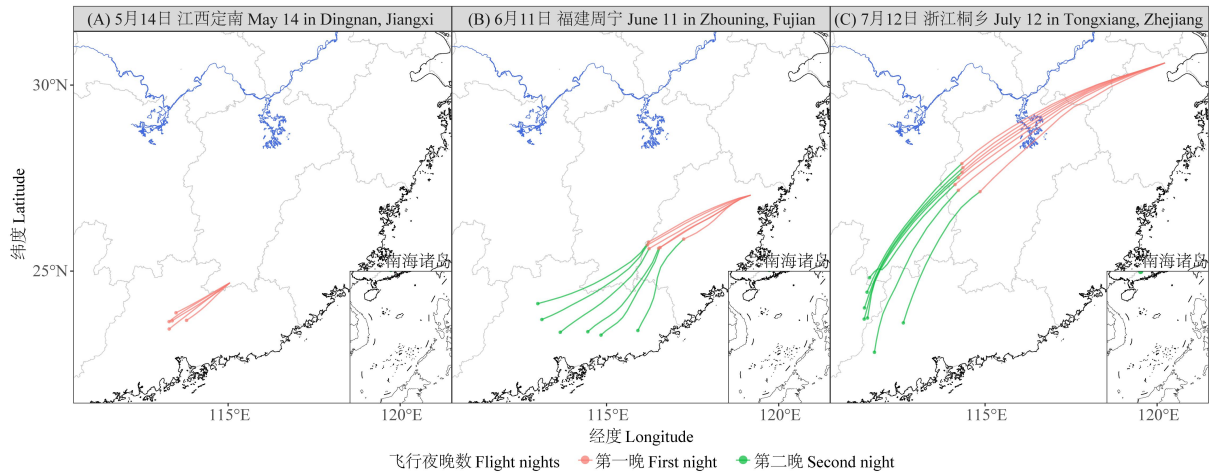 (A) 5月14日 江西定南 May 14 in Dingnan, Jiangxi
(B) 6月11日 福建周宁 June 11 in Zhouning, Fujian
(C) 7月12日 浙江桐乡 July 12 in Tongxiang, Zhejiang
30°N
25°N
纬度 Latitude
南海诸岛
南海诸岛
南海诸岛
115°E
120°E
115°E
120°E
115°E
120°E
经度 Longitude
飞行夜晚数 Flight nights 第一晚 First night 第二晚 Second night